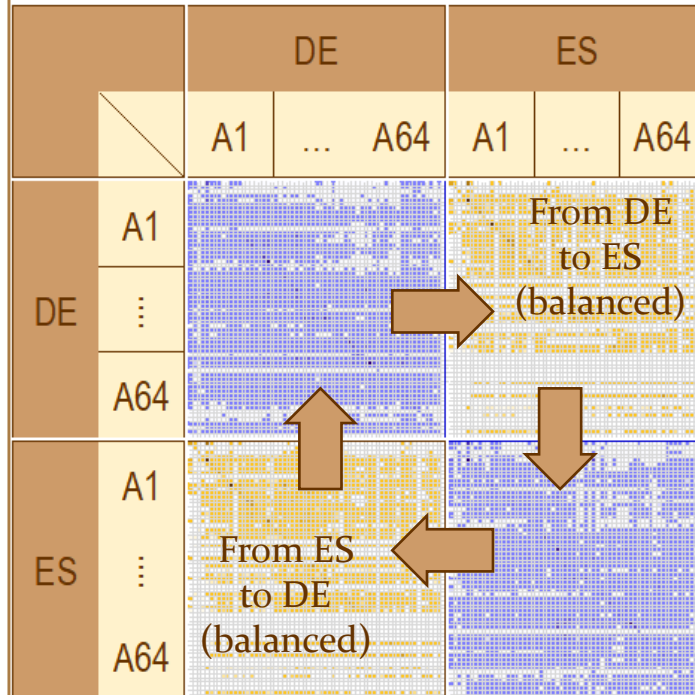 DE ES
A1 ... A64 A1 ... A64
A1
From DE
to ES
(balanced)
DE ...
A64
A1
From ES
to DE
(balanced)
ES ...
A64